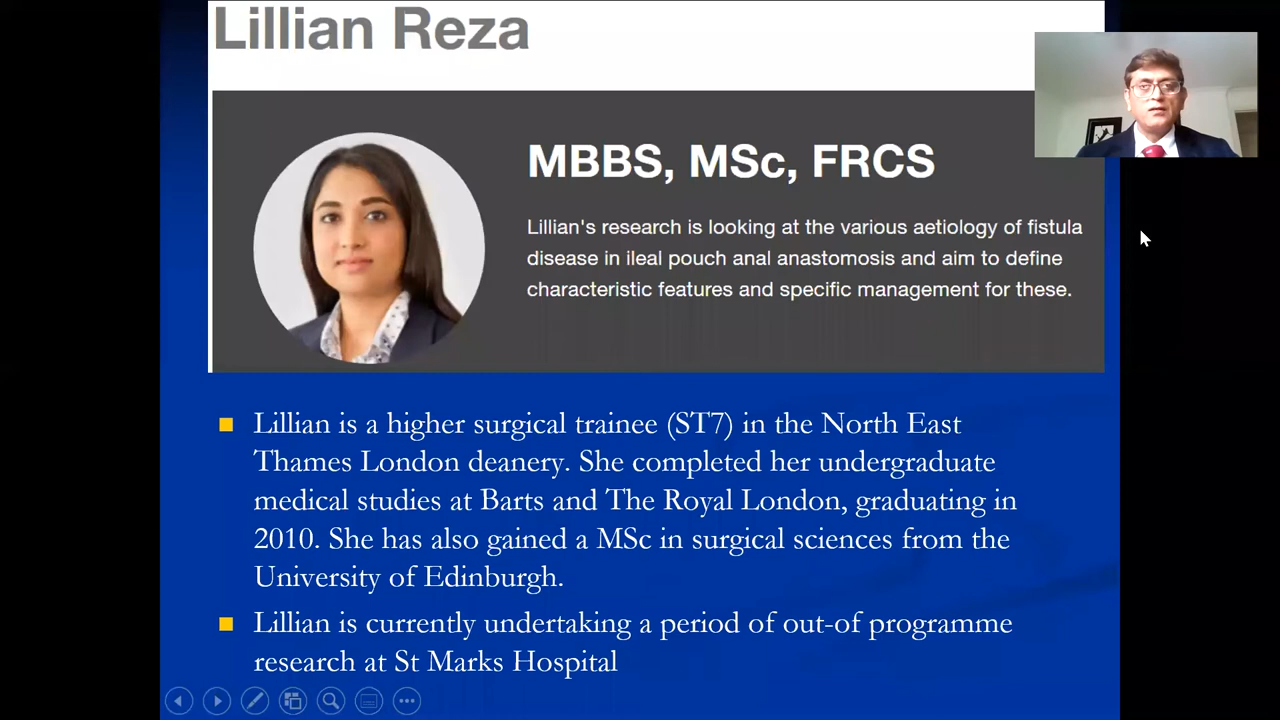 Lillian Reza
MBBS, MSc, FRCS
Lillian's research is looking at the various aetiology of fistula
disease in ileal pouch anal anastomosis and aim to define
characteristic features and specific management for these.
Lillian is a higher surgical trainee (ST7) in the North East
Thames London deanery. She completed her undergraduate
medical studies at Barts and The Royal London, graduating in
2010. She has also gained a MSc in surgical sciences from the
University of Edinburgh.
Lillian is currently undertaking a period of out-of programme
research at St Marks Hospital